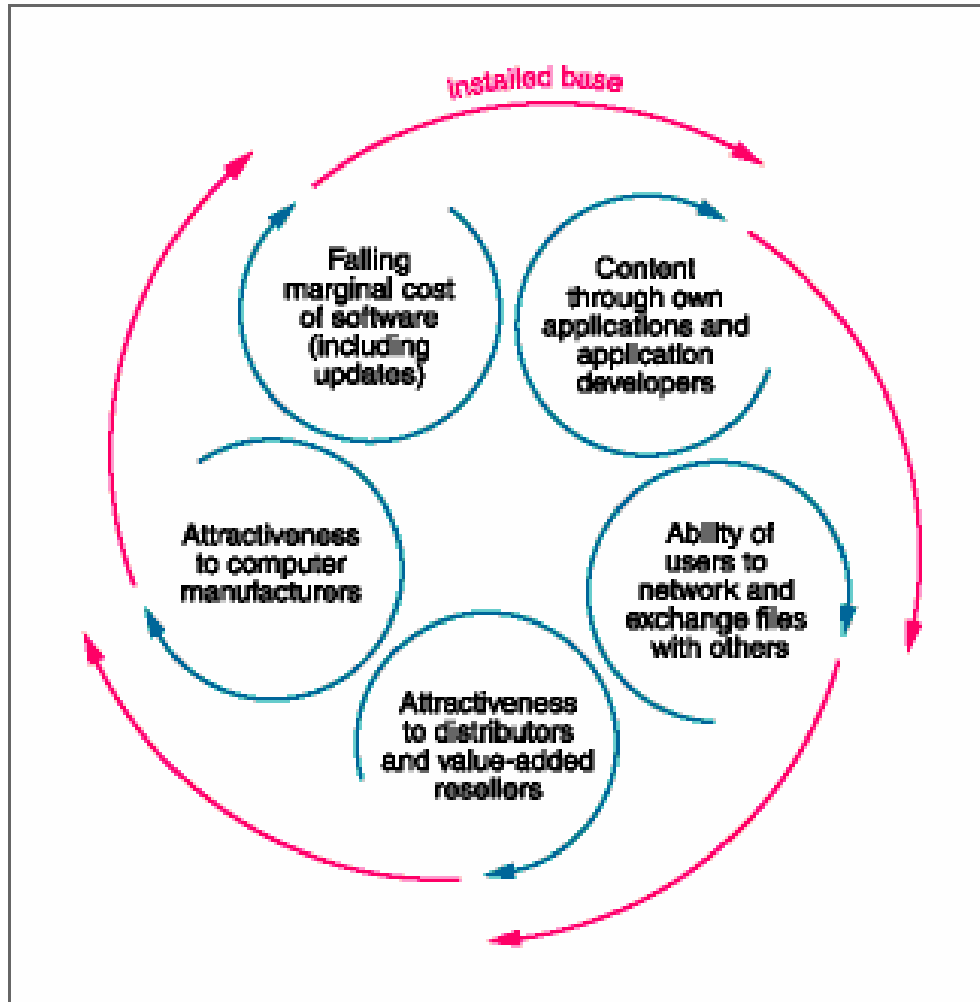 installed base
Falling
marginal cost
of software
(including
updates)
Content
through own
applications and
application
developers
Ability of
users to
network and
exchange files
with others
Attractiveness
to distributors
and value-added
resellers
Attractiveness
to computer
manufacturers